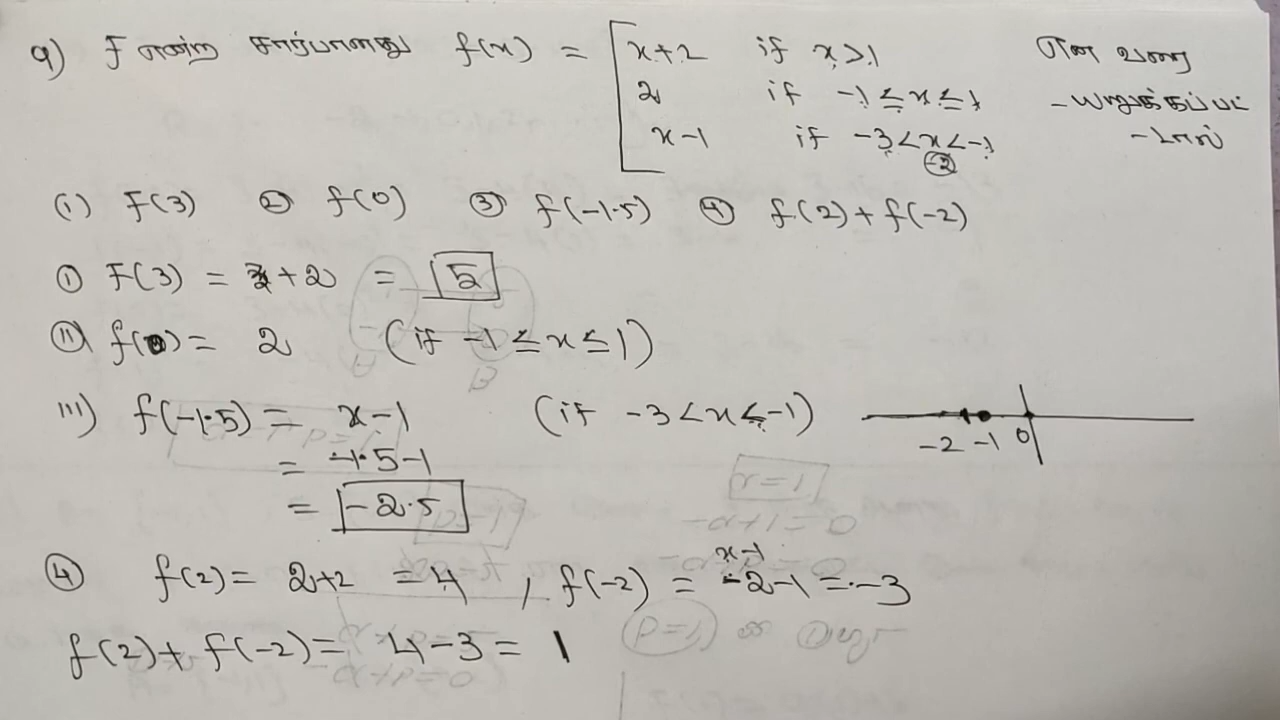 9) f என்ற சார்பானது f(x) = [ x+2 if x>1 என வரை
2 if -1≤x≤1 -யறுக்கப்பட்
x-1 if -3<x<-1 -டால்
-2
(i) F(3) ② f(0) ③ f(-1.5) ④ f(2)+f(-2)
① F(3) = 3+2 = 5
ii) f(0) = 2 (if -1≤x≤1)
iii) f(-1.5) = x-1 (if -3<x<-1)
-2 -1 0
= -1.5-1
= -2.5
x-1
④ f(2) = 2+2 = 4 , f(-2) = -2-1 = -3
f(2)+f(-2) = 4-3 = 1